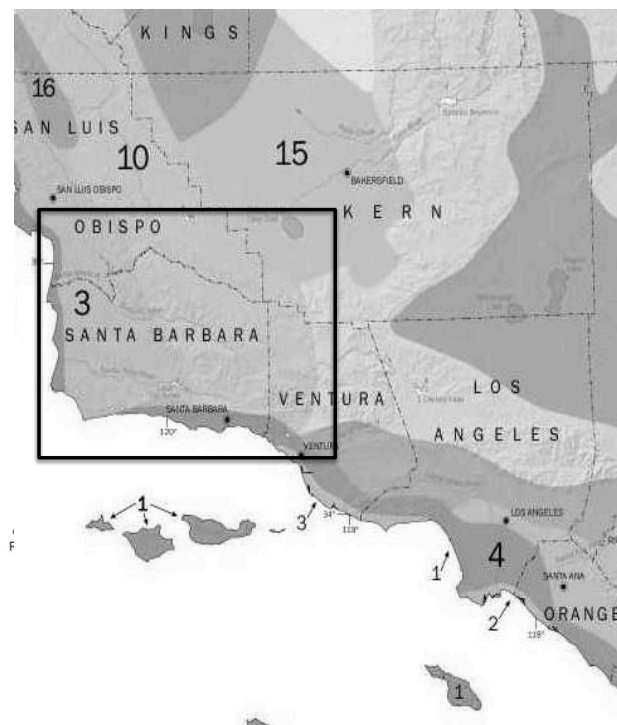 KINGS
16
SAN LUIS
10
15
SAN LUIS OBISPO
BAKERSFIELD
KERN
OBISPO
3
SANTA BARBARA
VENTURA
LOS
ANGELES
SANTA BARBARA
120°
VENTURA
1
3
34°
119°
LOS ANGELES
4
1
SANTA ANA
ORANGE
2
118°
1